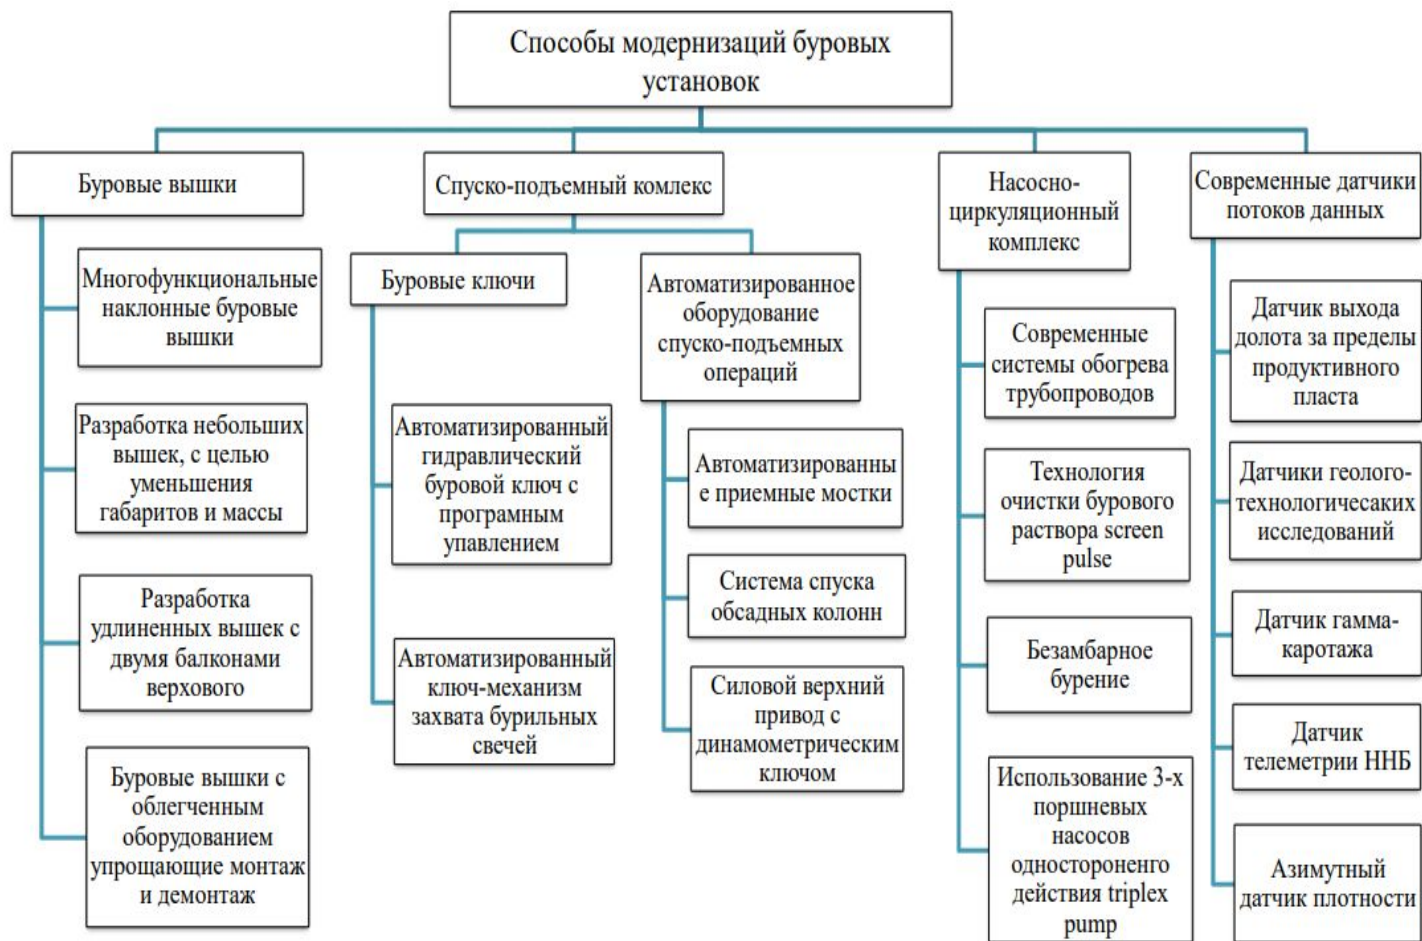 Способы модернизаций буровых
установок
Буровые вышки
Многофункциональные
наклонные буровые
вышки
Разработка небольших
вышек, с целью
уменьшения
габаритов и массы
Разработка
удлиненных вышек с
двумя балконами
верхового
Буровые вышки с
облегченным
оборудованием
упрощающие монтаж
и демонтаж
Спуско-подъемный комлекс
Буровые ключи
Автоматизированный
гидравлический
буровой ключ с
програмным
упавлением
Автоматизированный
ключ-механизм
захвата бурильных
свечей
Автоматизированное
оборудование
спуско-подъемных
операций
Автоматизированны
е приемные мостки
Система спуска
обсадных колонн
Силовой верхний
привод с
динамометрическим
ключом
Насосно-
циркуляционный
комплекс
Современные
системы обогрева
трубопроводов
Технология
очистки бурового
раствора screen
pulse
Безамбарное
бурение
Использование 3-х
поршневых
насосов
одностороненго
действия triplex
pump
Современные датчики
потоков данных
Датчик выхода
долота за пределы
продуктивного
пласта
Датчики геолого-
технологичесаких
исследований
Датчик гамма-
каротажа
Датчик
телеметрии ННБ
Азимутный
датчик плотности